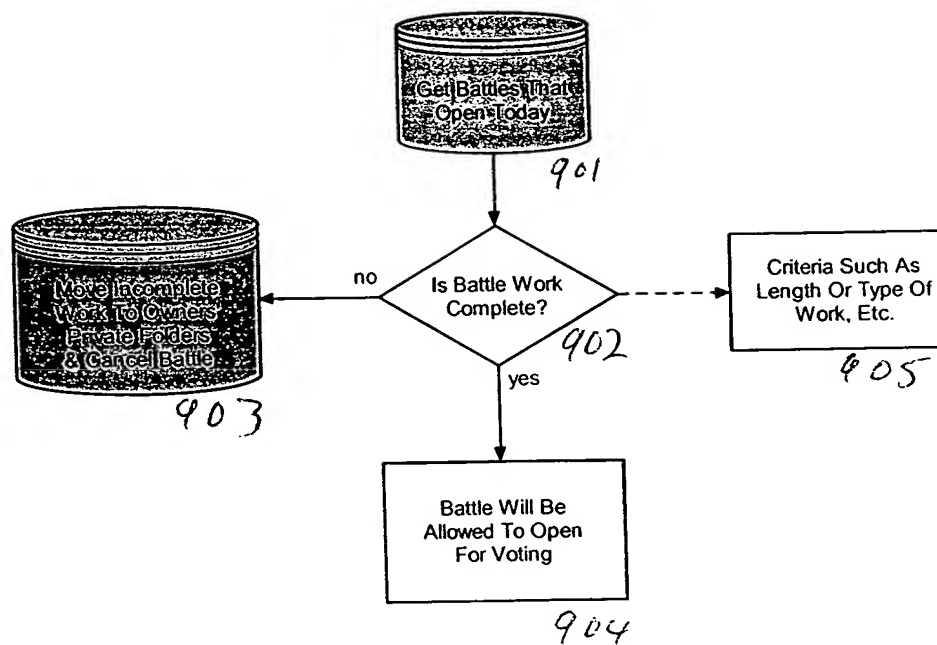 Get Battles That
Open Today
901
no
Is Battle Work
Complete?
902
yes
Criteria Such As
Length Or Type Of
Work, Etc.
905
Move Incomplete
Work To Owners
Private Folders
& Cancel Battle
903
Battle Will Be
Allowed To Open
For Voting
904